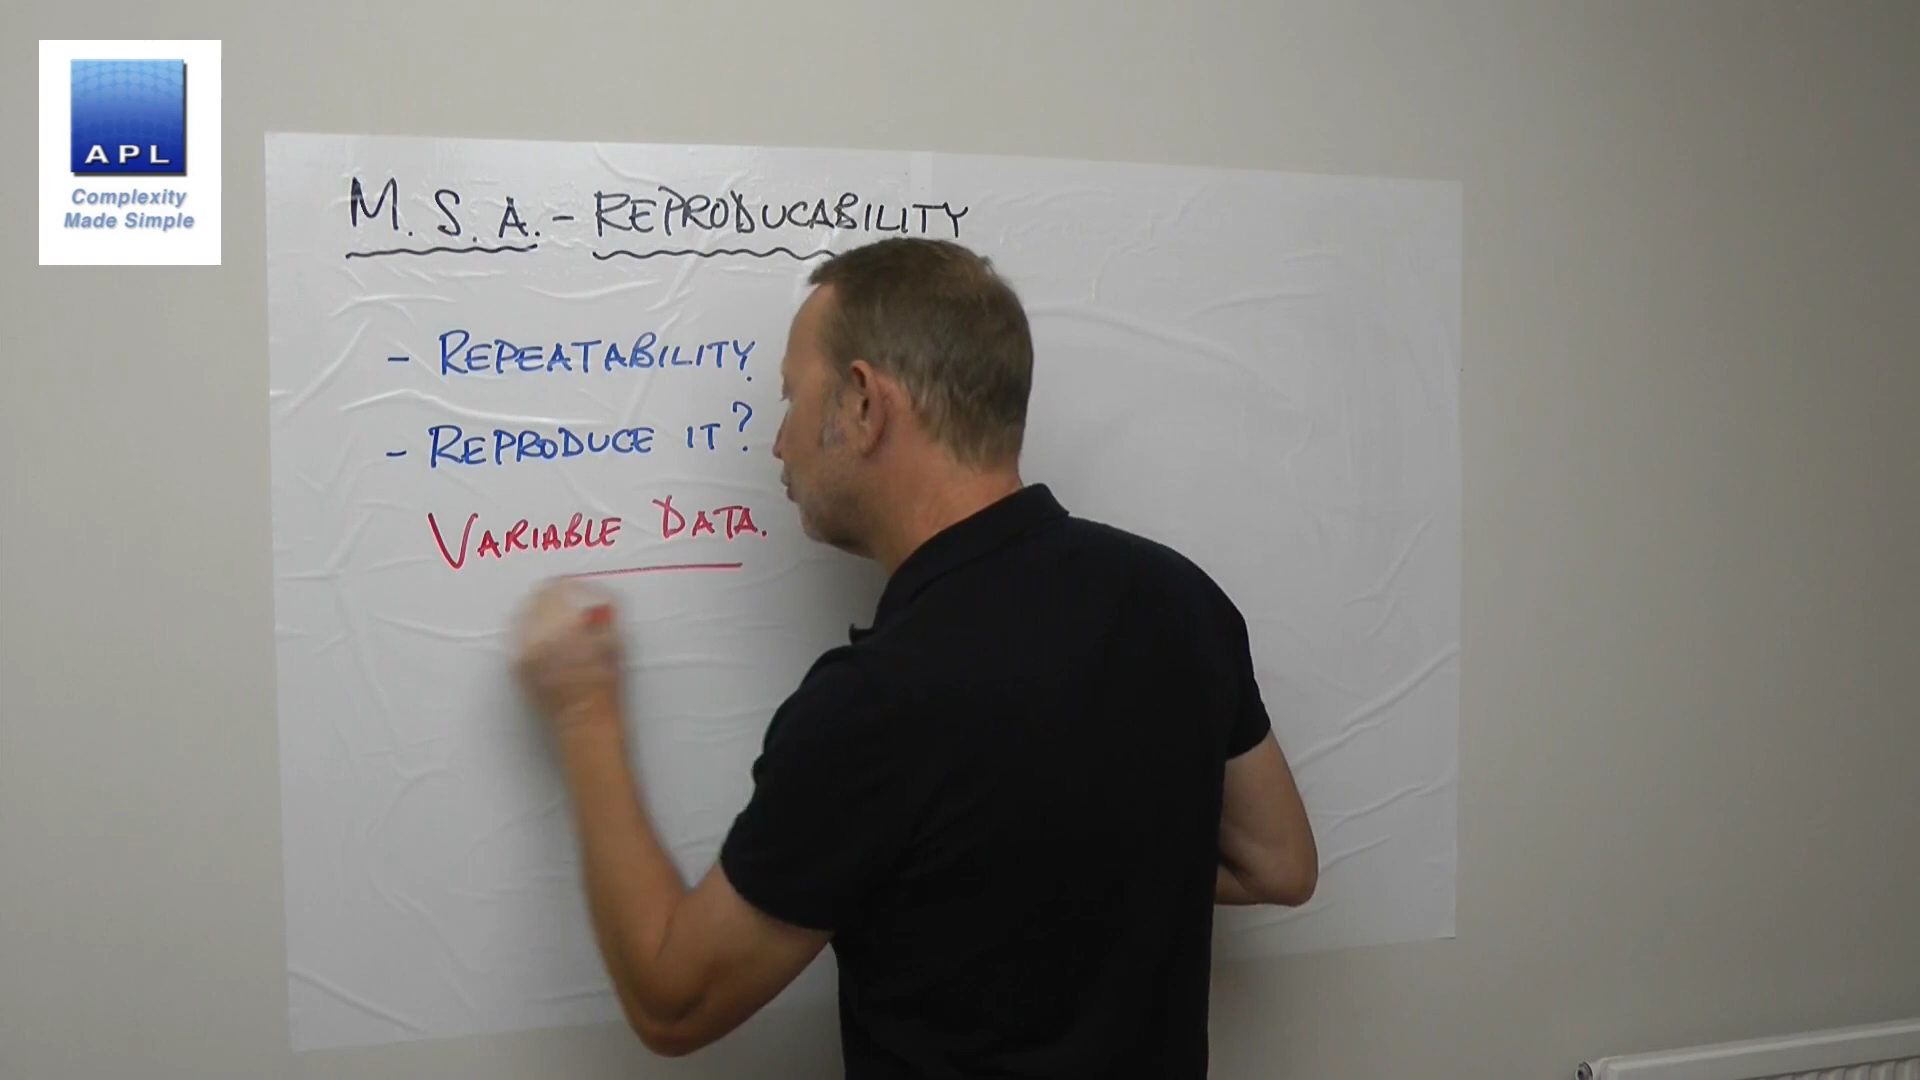 APL
Complexity
Made Simple
M. S. A. - REPRODUCABILITY
- REPEATABILITY
- REPRODUCE IT?
VARIABLE DATA.